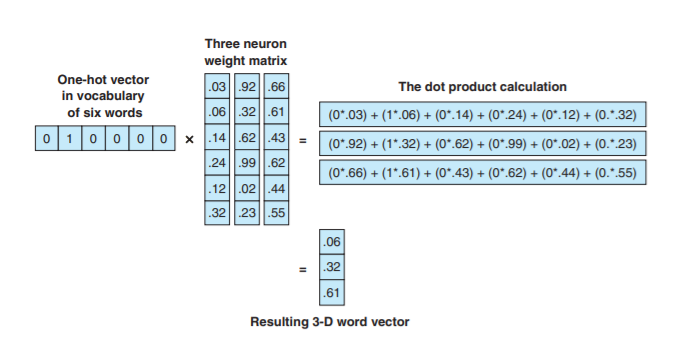 Three neuron
weight matrix
One-hot vector
in vocabulary
of six words
The dot product calculation
.03 .92 .66
.06 .32 .61
.14 .62 .43
.24 .99 .62
.12 .02 .44
.32 .23 .55
0 1 0 0 0 0 × =
(0*.03) + (1*.06) + (0*.14) + (0*.24) + (0*.12) + (0.*.32)
(0*.92) + (1*.32) + (0*.62) + (0*.99) + (0*.02) + (0.*.23)
(0*.66) + (1*.61) + (0*.43) + (0*.62) + (0*.44) + (0.*.55)
.06
= .32
.61
Resulting 3-D word vector